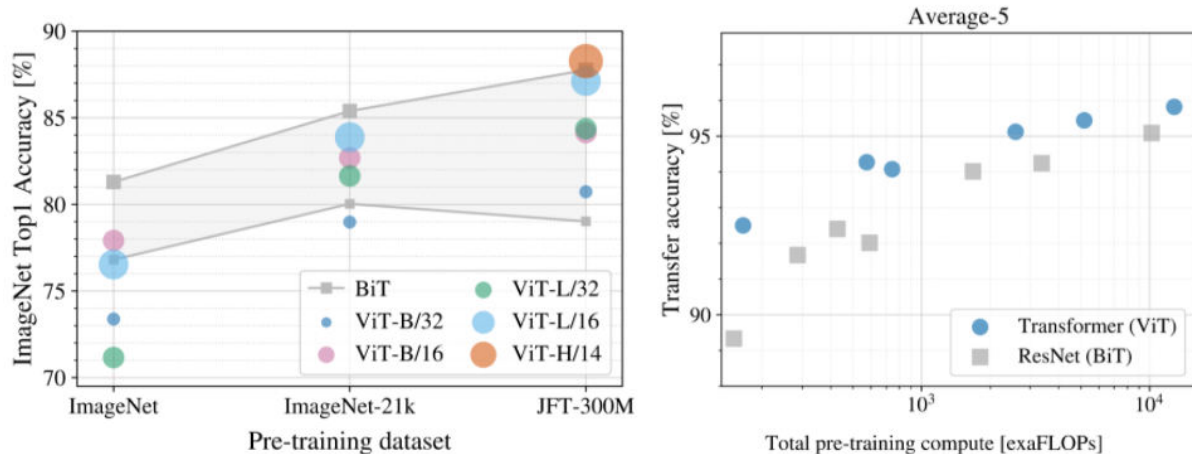 90
85
80
75
70
ImageNet Top1 Accuracy [%]
BiT
ViT-B/32
ViT-B/16
ViT-L/32
ViT-L/16
ViT-H/14
ImageNet
ImageNet-21k
JFT-300M
Pre-training dataset
Average-5
95
90
Transfer accuracy [%]
Transformer (ViT)
ResNet (BiT)
10³
10⁴
Total pre-training compute [exaFLOPs]